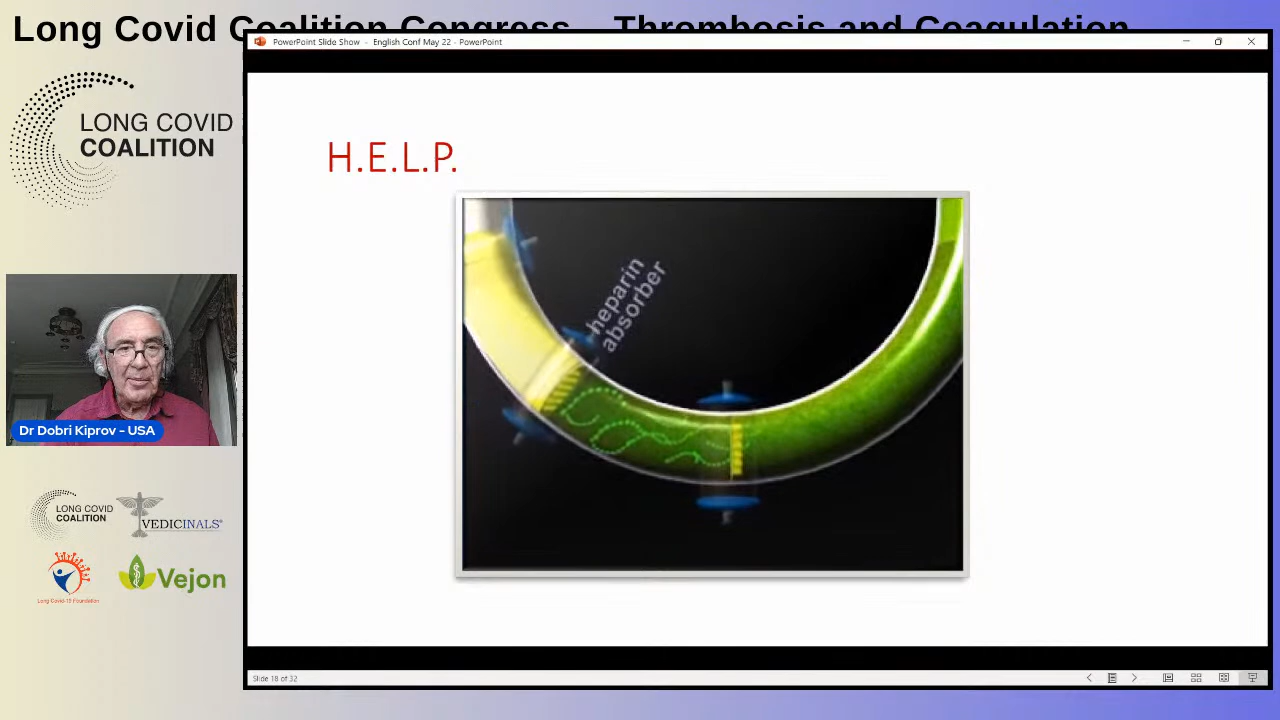 Long Covid Coalition Congress - Thrombosis and Coagulation
PowerPoint Slide Show - English Conf May 22 - PowerPoint
LONG COVID
COALITION
H.E.L.P.
heparin
absorber
Dr Dobri Kiprov - USA
LONG COVID
COALITION
VEDICINALS®
Long Covid-19 Foundation
Vejon
Slide 18 of 32